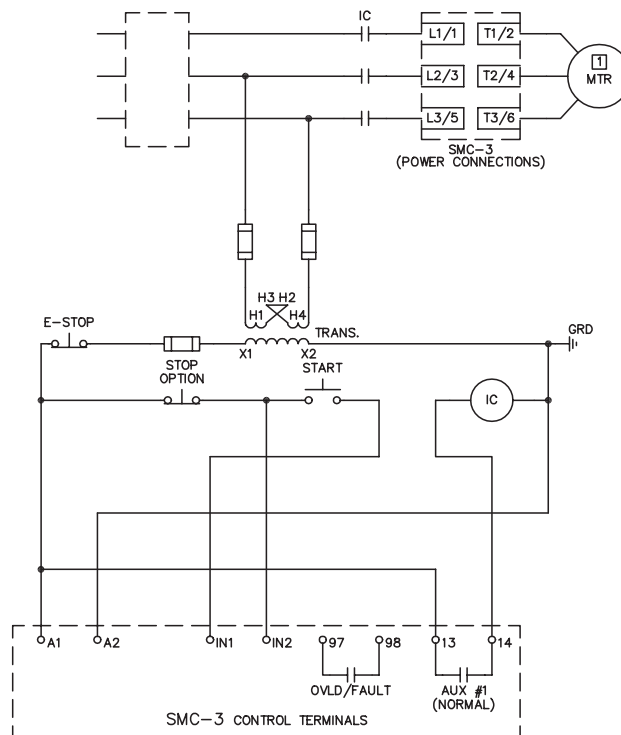 IC
L1/1 T1/2
1
L2/3 T2/4 MTR
L3/5 T3/6
SMC-3
(POWER CONNECTIONS)
H3 H2
H1 H4
E-STOP
TRANS.
GRD
X1 X2
STOP
OPTION
START
IC
A1 A2 IN1 IN2 97 98 13 14
OVLD/FAULT
AUX #1
(NORMAL)
SMC-3 CONTROL TERMINALS